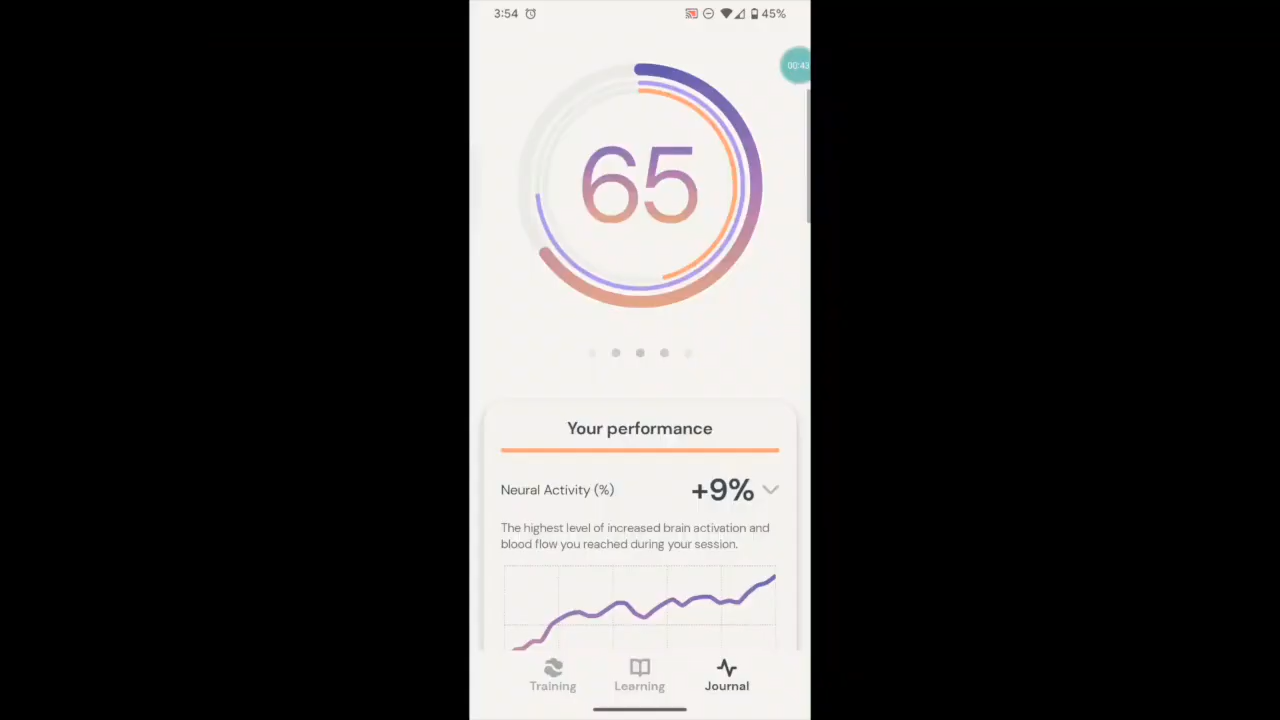 3:54 45%
00:43
65
Your performance
Neural Activity (%) +9%
The highest level of increased brain activation and
blood flow you reached during your session.
Training Learning Journal